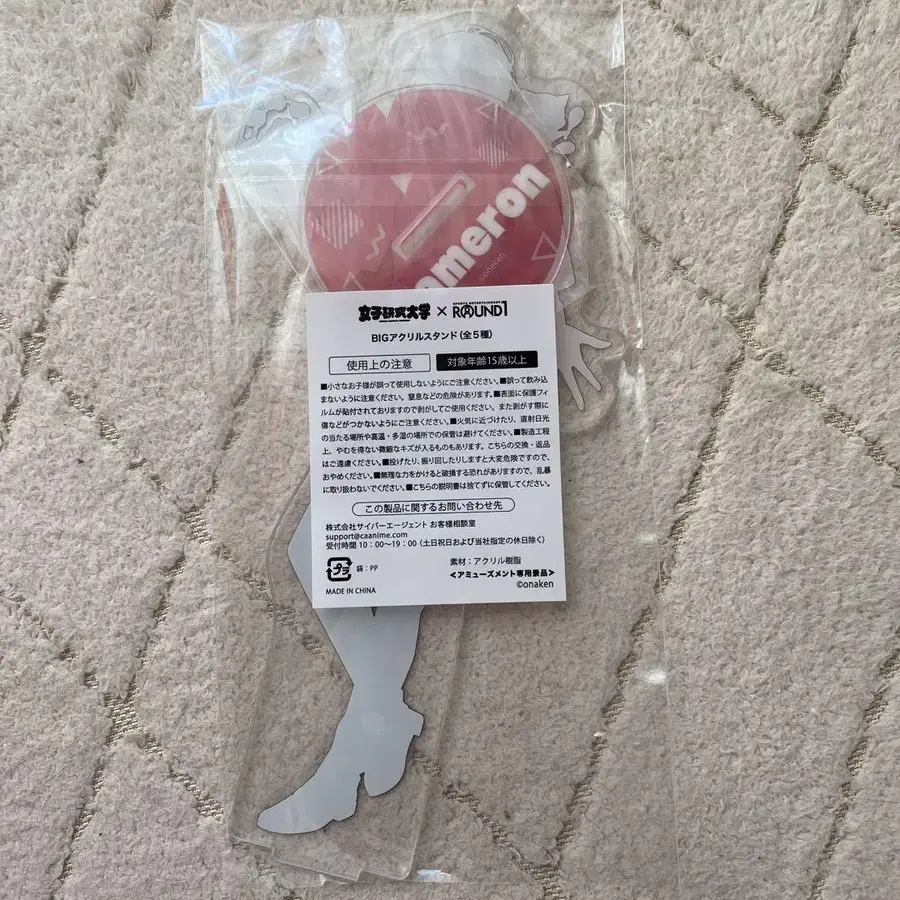 ameron
©onaken
女子研究大学 × SPORTS ENTERTAINMENT ROUND1
BIGアクリルスタンド(全5種)
使用上の注意 対象年齢15歳以上
■小さなお子様が誤って使用しないようにご注意ください。■誤って飲み込
まないように注意ください。窒息などの危険があります。■表面に保護フィ
ルムが貼付されておりますので剥がしてご使用ください。また剥がす際に
傷などがつかないようにご注意ください。■火気に近づけたり、直射日光
の当たる場所や高温・多湿の場所での保管は避けてください。■製造工程
上、やむを得ない微細なキズが入るものもあります。こちらの交換・返品
はご遠慮ください。■投げたり、振り回したりしますと大変危険ですので、
おやめください。■無理な力をかけると破損する恐れがありますので、乱暴
に取り扱わないでください。■こちらの説明書は捨てずに保管してください。
この製品に関するお問い合わせ先
株式会社サイバーエージェント お客様相談室
support@caanime.com
受付時間 10:00〜19:00(土日祝日および当社指定の休日除く)
プラ 袋:PP
素材:アクリル樹脂
<アミューズメント専用景品>
MADE IN CHINA
©onaken